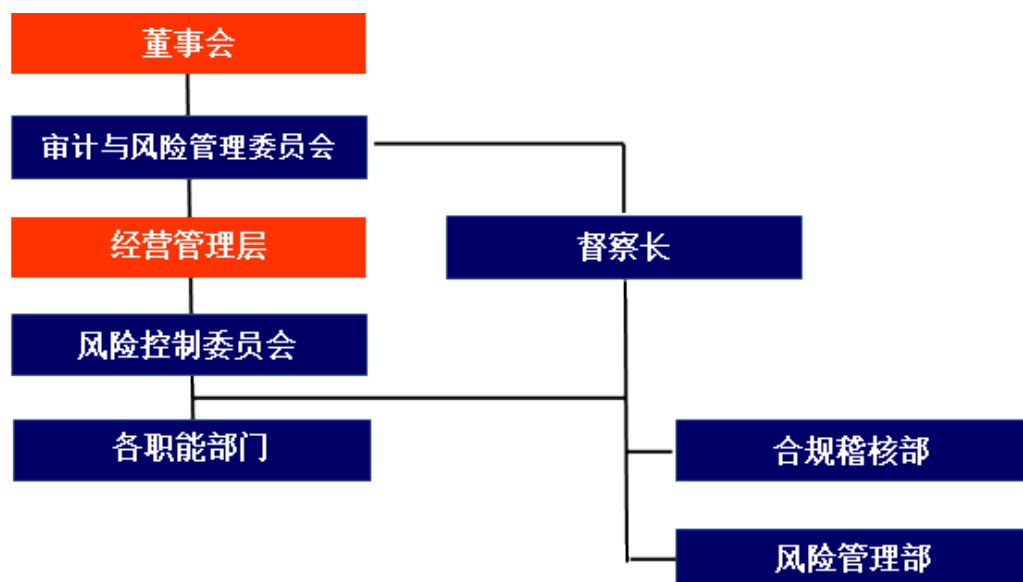 董事会
审计与风险管理委员会
经营管理层
督察长
风险控制委员会
各职能部门
合规稽核部
风险管理部